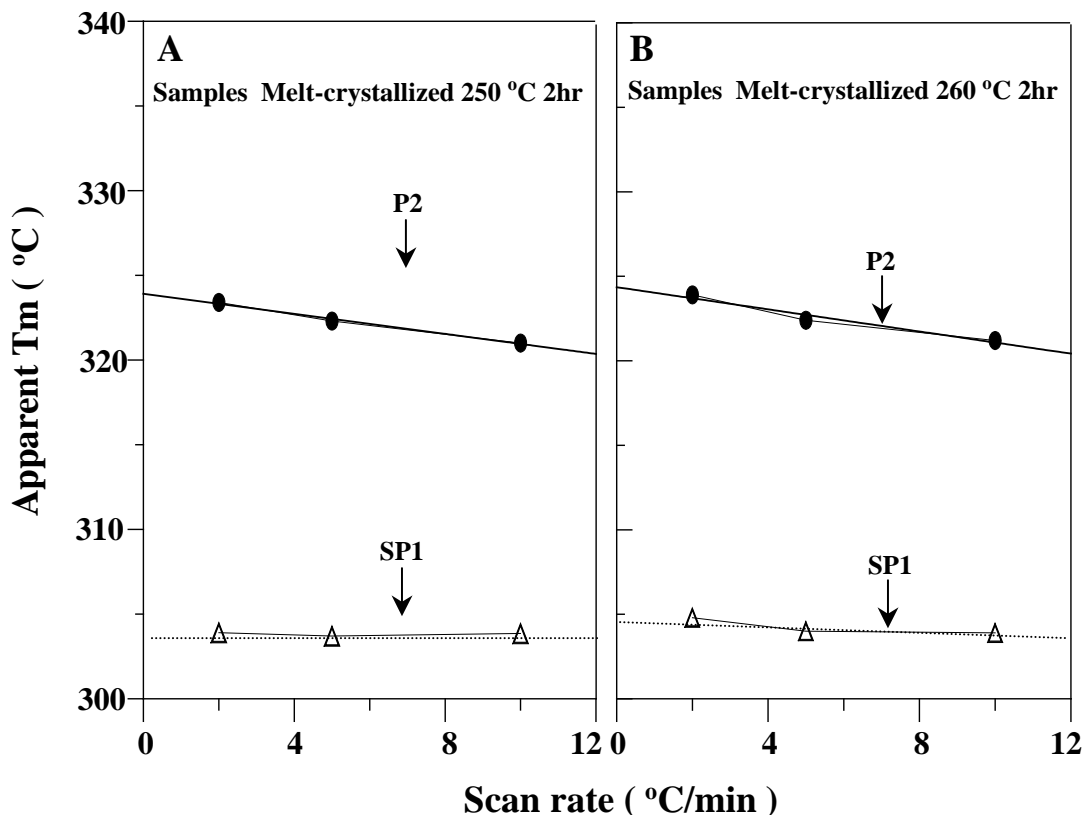 A
Samples Melt-crystallized 250 °C 2hr
B
Samples Melt-crystallized 260 °C 2hr
Apparent Tm ( °C )
340
330
320
310
300
P2
SP1
P2
SP1
0 4 8 12
0 4 8 12
Scan rate ( °C/min )